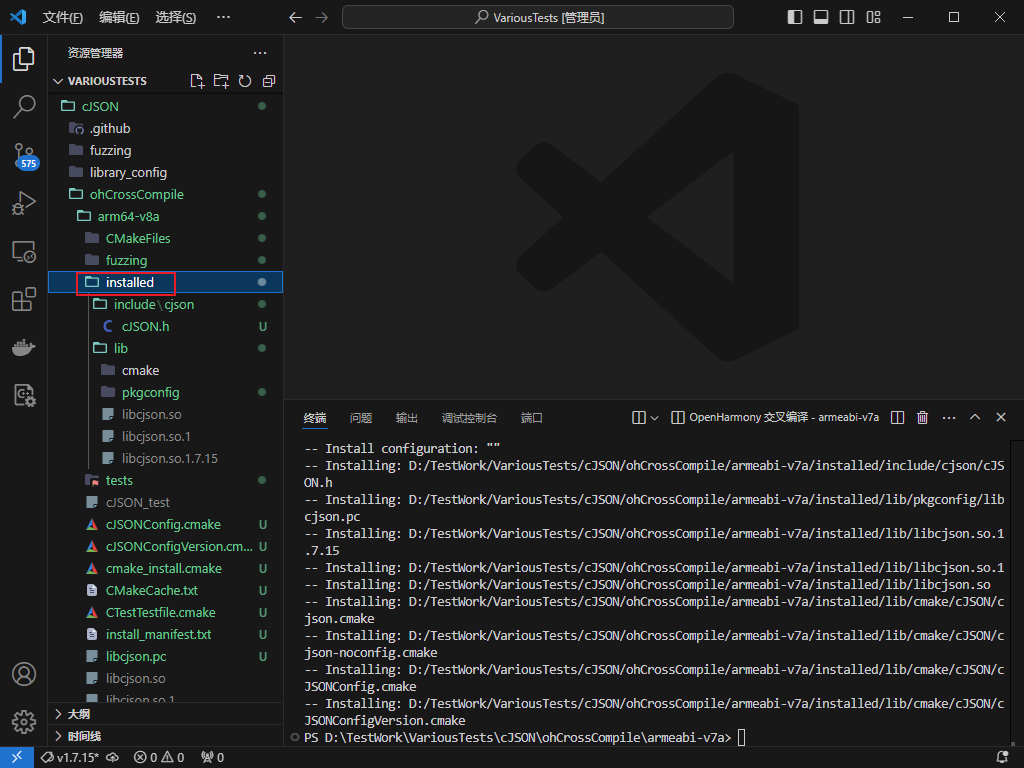 文件(F) 编辑(E) 选择(S) ··· VariousTests [管理员]
资源管理器 ···
VARIOUSTESTS
cJSON
.github
fuzzing
library_config
ohCrossCompile
arm64-v8a
CMakeFiles
fuzzing
installed
include\cjson
C cJSON.h U
lib
cmake
pkgconfig
libcjson.so
libcjson.so.1
libcjson.so.1.7.15
tests
cJSON_test
cJSONConfig.cmake U
cJSONConfigVersion.cm... U
cmake_install.cmake U
CMakeCache.txt U
CTestTestfile.cmake U
install_manifest.txt U
libcjson.pc U
libcjson.so
libcjson.so.1
大纲
时间线
575
终端 问题 输出 调试控制台 端口 OpenHarmony 交叉编译 - armeabi-v7a ···
-- Install configuration: ""
-- Installing: D:/TestWork/VariousTests/cJSON/ohCrossCompile/armeabi-v7a/installed/include/cjson/cJS
ON.h
-- Installing: D:/TestWork/VariousTests/cJSON/ohCrossCompile/armeabi-v7a/installed/lib/pkgconfig/lib
cjson.pc
-- Installing: D:/TestWork/VariousTests/cJSON/ohCrossCompile/armeabi-v7a/installed/lib/libcjson.so.1
.7.15
-- Installing: D:/TestWork/VariousTests/cJSON/ohCrossCompile/armeabi-v7a/installed/lib/libcjson.so.1
-- Installing: D:/TestWork/VariousTests/cJSON/ohCrossCompile/armeabi-v7a/installed/lib/libcjson.so
-- Installing: D:/TestWork/VariousTests/cJSON/ohCrossCompile/armeabi-v7a/installed/lib/cmake/cJSON/c
json.cmake
-- Installing: D:/TestWork/VariousTests/cJSON/ohCrossCompile/armeabi-v7a/installed/lib/cmake/cJSON/c
json-noconfig.cmake
-- Installing: D:/TestWork/VariousTests/cJSON/ohCrossCompile/armeabi-v7a/installed/lib/cmake/cJSON/c
JSONConfig.cmake
-- Installing: D:/TestWork/VariousTests/cJSON/ohCrossCompile/armeabi-v7a/installed/lib/cmake/cJSON/c
JSONConfigVersion.cmake
PS D:\TestWork\VariousTests\cJSON\ohCrossCompile\armeabi-v7a>
v1.7.15* 0 0 0